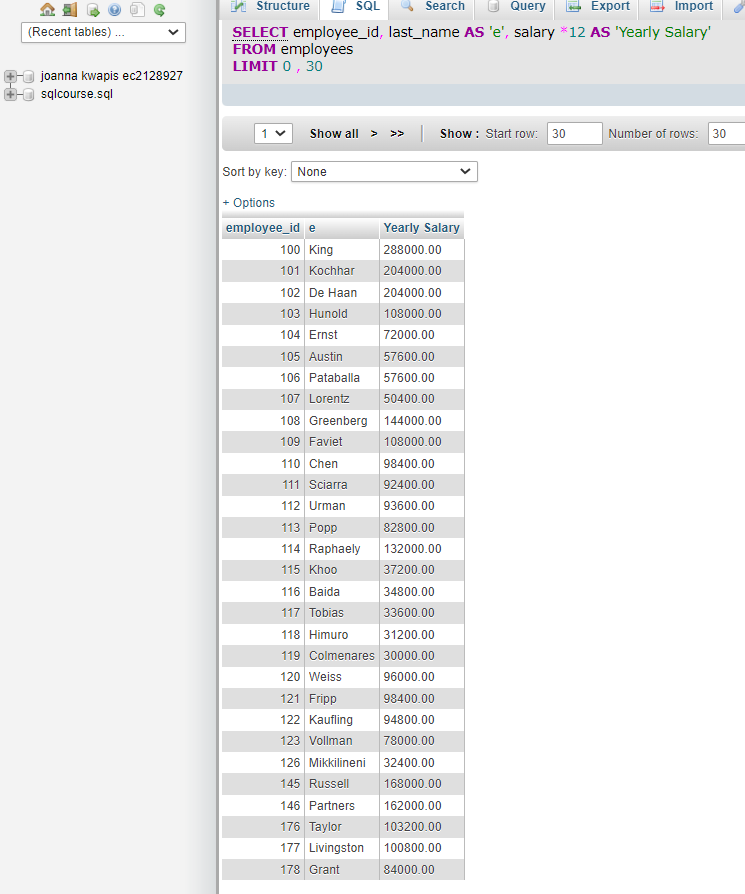 Structure SQL Search Query Export Import
(Recent tables) ...
SELECT employee_id, last_name AS 'e', salary *12 AS 'Yearly Salary'
FROM employees
LIMIT 0 , 30
joanna kwapis ec2128927
sqlcourse.sql
1 Show all > >> Show : Start row: 30 Number of rows: 30
Sort by key: None
+ Options
employee_id e Yearly Salary
100 King 288000.00
101 Kochhar 204000.00
102 De Haan 204000.00
103 Hunold 108000.00
104 Ernst 72000.00
105 Austin 57600.00
106 Pataballa 57600.00
107 Lorentz 50400.00
108 Greenberg 144000.00
109 Faviet 108000.00
110 Chen 98400.00
111 Sciarra 92400.00
112 Urman 93600.00
113 Popp 82800.00
114 Raphaely 132000.00
115 Khoo 37200.00
116 Baida 34800.00
117 Tobias 33600.00
118 Himuro 31200.00
119 Colmenares 30000.00
120 Weiss 96000.00
121 Fripp 98400.00
122 Kaufling 94800.00
123 Vollman 78000.00
126 Mikkilineni 32400.00
145 Russell 168000.00
146 Partners 162000.00
176 Taylor 103200.00
177 Livingston 100800.00
178 Grant 84000.00